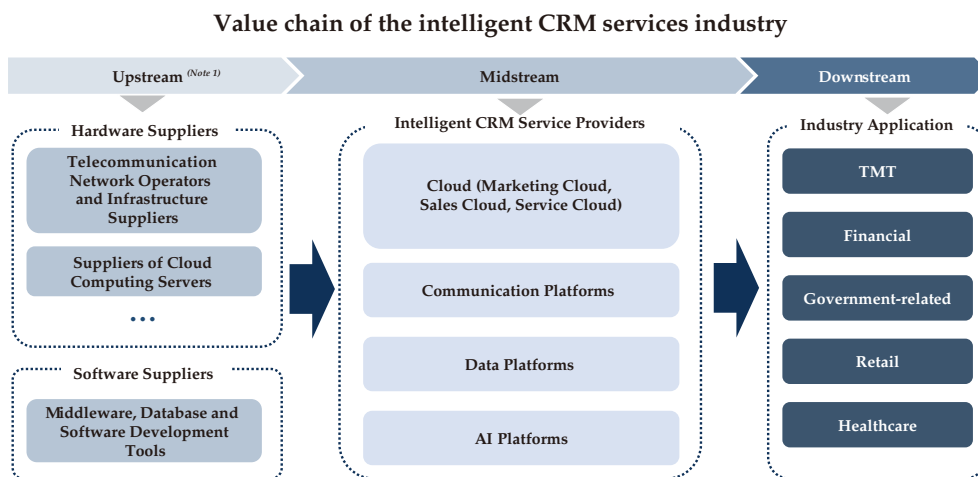 Value chain of the intelligent CRM services industry
Upstream (Note 1)
Midstream
Downstream
Hardware Suppliers
Telecommunication
Network Operators
and Infrastructure
Suppliers
Suppliers of Cloud
Computing Servers
...
Software Suppliers
Middleware, Database and
Software Development
Tools
Intelligent CRM Service Providers
Cloud (Marketing Cloud,
Sales Cloud, Service Cloud)
Communication Platforms
Data Platforms
AI Platforms
Industry Application
TMT
Financial
Government-related
Retail
Healthcare